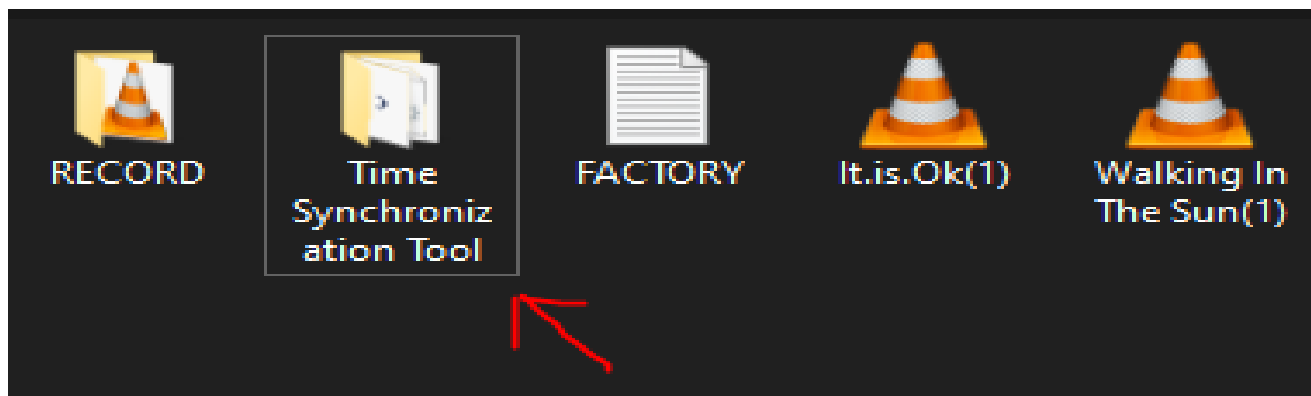 RECORD
Time
Synchroniz
ation Tool
FACTORY
It.is.Ok(1)
Walking In
The Sun(1)